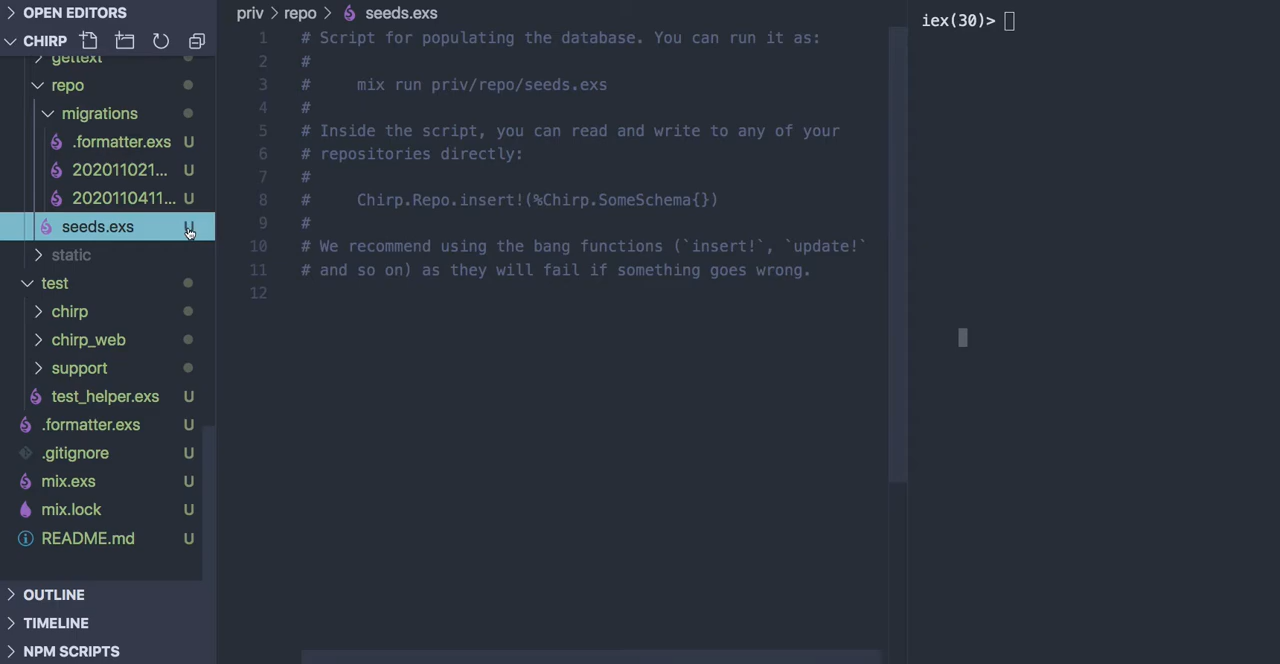 OPEN EDITORS
CHIRP
gettext
repo
migrations
.formatter.exs U
202011021... U
202011041 1... U
seeds.exs U
static
test
chirp
chirp_web
support
test_helper.exs U
.formatter.exs U
.gitignore U
mix.exs U
mix.lock U
README.md U
OUTLINE
TIMELINE
NPM SCRIPTS
priv > repo > seeds.exs
1 # Script for populating the database. You can run it as:
2 #
3 #     mix run priv/repo/seeds.exs
4 #
5 # Inside the script, you can read and write to any of your
6 # repositories directly:
7 #
8 #     Chirp.Repo.insert!(%Chirp.SomeSchema{})
9 #
10 # We recommend using the bang functions (`insert!`, `update!`
11 # and so on) as they will fail if something goes wrong.
12
iex(30)>